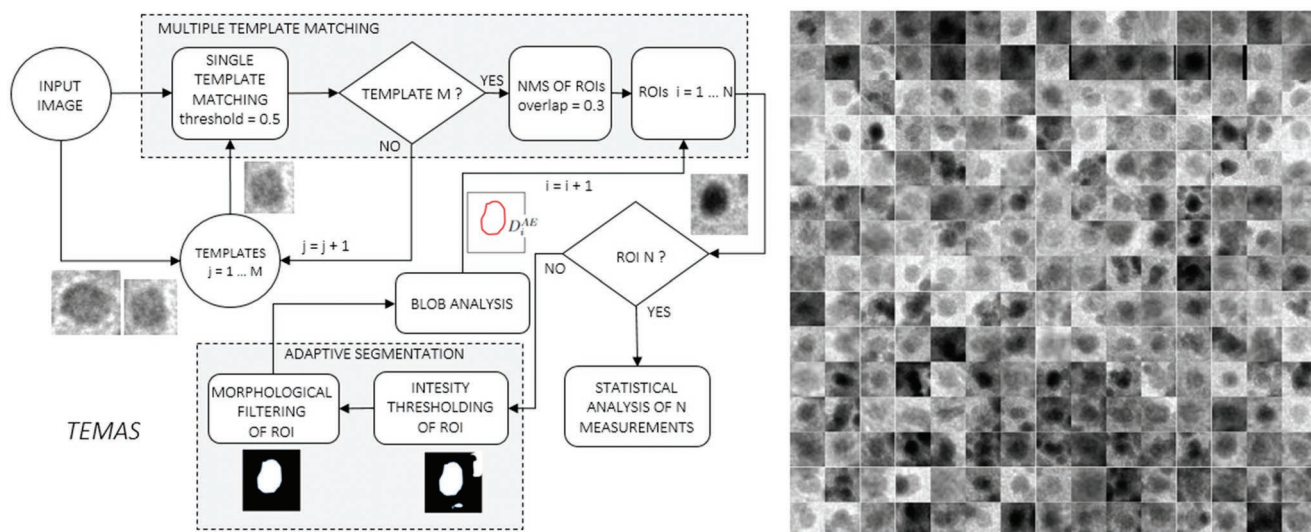 MULTIPLE TEMPLATE MATCHING
INPUT
IMAGE
SINGLE
TEMPLATE
MATCHING
threshold = 0.5
TEMPLATE M ?
YES
NO
NMS OF ROIs
overlap = 0.3
ROIs i = 1 ... N
i = i + 1
D_i^{AE}
TEMPLATES
j = 1 ... M
j = j + 1
BLOB ANALYSIS
ROI N ?
NO
YES
ADAPTIVE SEGMENTATION
MORPHOLOGICAL
FILTERING
OF ROI
INTESITY
THRESHOLDING
OF ROI
STATISTICAL
ANALYSIS OF N
MEASUREMENTS
TEMAS